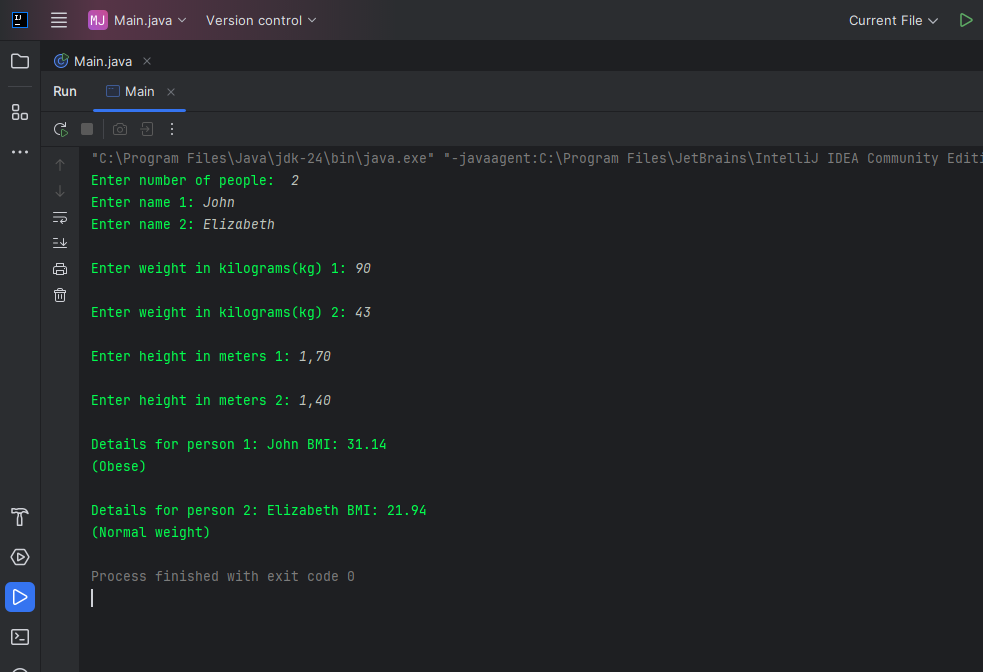 MJ Main.java Version control Current File
Main.java
Run Main
"C:\Program Files\Java\jdk-24\bin\java.exe" "-javaagent:C:\Program Files\JetBrains\IntelliJ IDEA Community Editi
Enter number of people:  2
Enter name 1: John
Enter name 2: Elizabeth
Enter weight in kilograms(kg) 1: 90
Enter weight in kilograms(kg) 2: 43
Enter height in meters 1: 1,70
Enter height in meters 2: 1,40
Details for person 1: John BMI: 31.14
(Obese)
Details for person 2: Elizabeth BMI: 21.94
(Normal weight)
Process finished with exit code 0